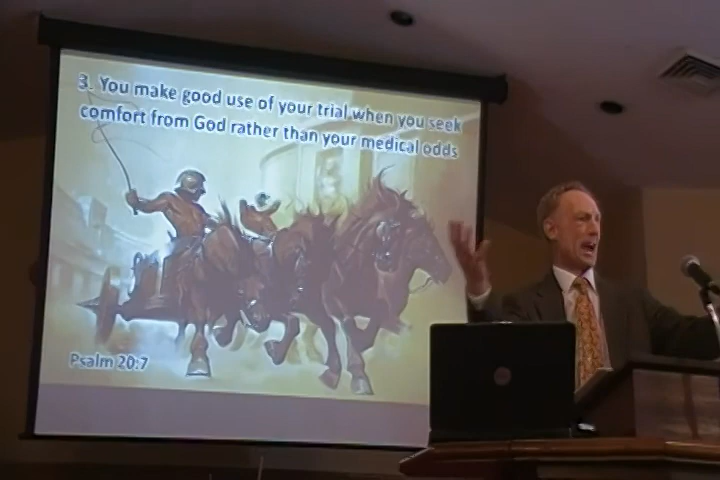 3. You make good use of your trial when you seek
comfort from God rather than your medical odds
Psalm 20:7